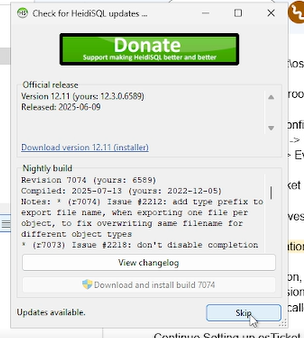 Check for HeidiSQL updates ...
Donate
Support making HeidiSQL better and better
Official release
Version 12.11 (yours: 12.3.0.6589)
Released: 2025-06-09
Download version 12.11 (installer)
Nightly build
Revision 7074 (yours: 6589)
Compiled: 2025-07-13 (yours: 2022-12-05)
Notes: * (r7074) Issue #2212: add type prefix to
export file name, when exporting one file per
object, to fix overwriting same filename for
different object types
* (r7073) Issue #2218: don't disable completion
View changelog
Download and install build 7074
Updates available.
Skip
Continue Setting up osTicket